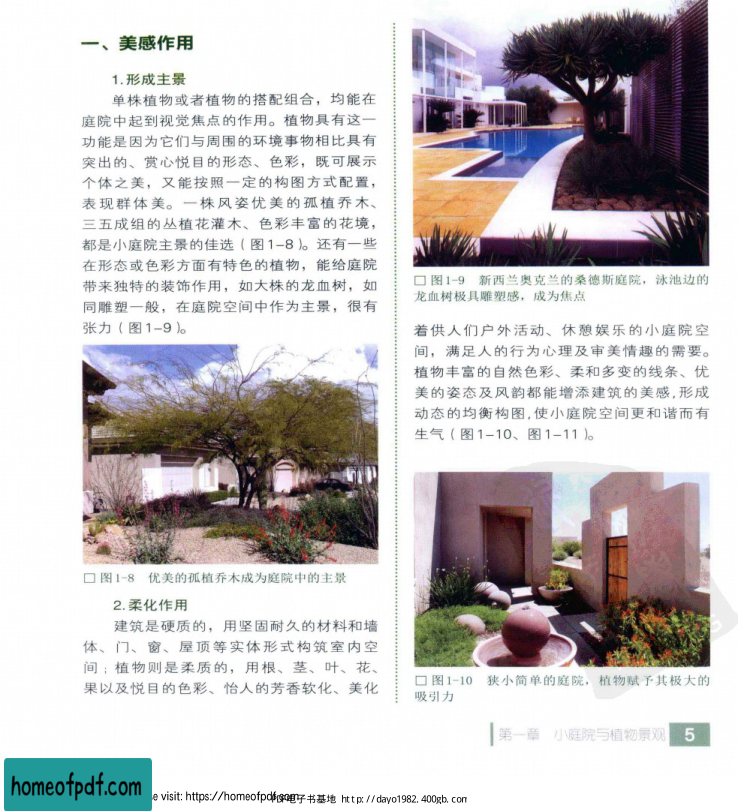 一、美感作用
1.形成主景
单株植物或者植物的搭配组合，均能在
庭院中起到视觉焦点的作用。植物具有这一
功能是因为它们与周围的环境事物相比具有
突出的、赏心悦目的形态、色彩，既可展示
个体之美，又能按照一定的构图方式配置，
表现群体美。一株风姿优美的孤植乔木、
三五成组的丛植花灌木、色彩丰富的花境，
都是小庭院主景的佳选（图1-8）。还有一些
在形态或色彩方面有特色的植物，能给庭院
带来独特的装饰作用，如大株的龙血树，如
同雕塑一般，在庭院空间中作为主景，很有
张力（图1-9）。
□ 图1-8 优美的孤植乔木成为庭院中的主景
2.柔化作用
建筑是硬质的，用坚固耐久的材料和墙
体、门、窗、屋顶等实体形式构筑室内空
间；植物则是柔质的，用根、茎、叶、花、
果以及悦目的色彩、怡人的芳香软化、美化
□ 图1-9 新西兰奥克兰的桑德斯庭院，泳池边的
龙血树极具雕塑感，成为焦点
着供人们户外活动、休憩娱乐的小庭院空
间，满足人的行为心理及审美情趣的需要。
植物丰富的自然色彩、柔和多变的线条、优
美的姿态及风韵都能增添建筑的美感,形成
动态的均衡构图,使小庭院空间更和谐而有
生气（图1-10、图1-11）。
□ 图1-10 狭小简单的庭院，植物赋予其极大的
吸引力
第一章 小庭院与植物景观 5
homeofpdf.com
e visit: https://homeofpdf.com
PDF电子书基地 http://dayo1982.400gb.com